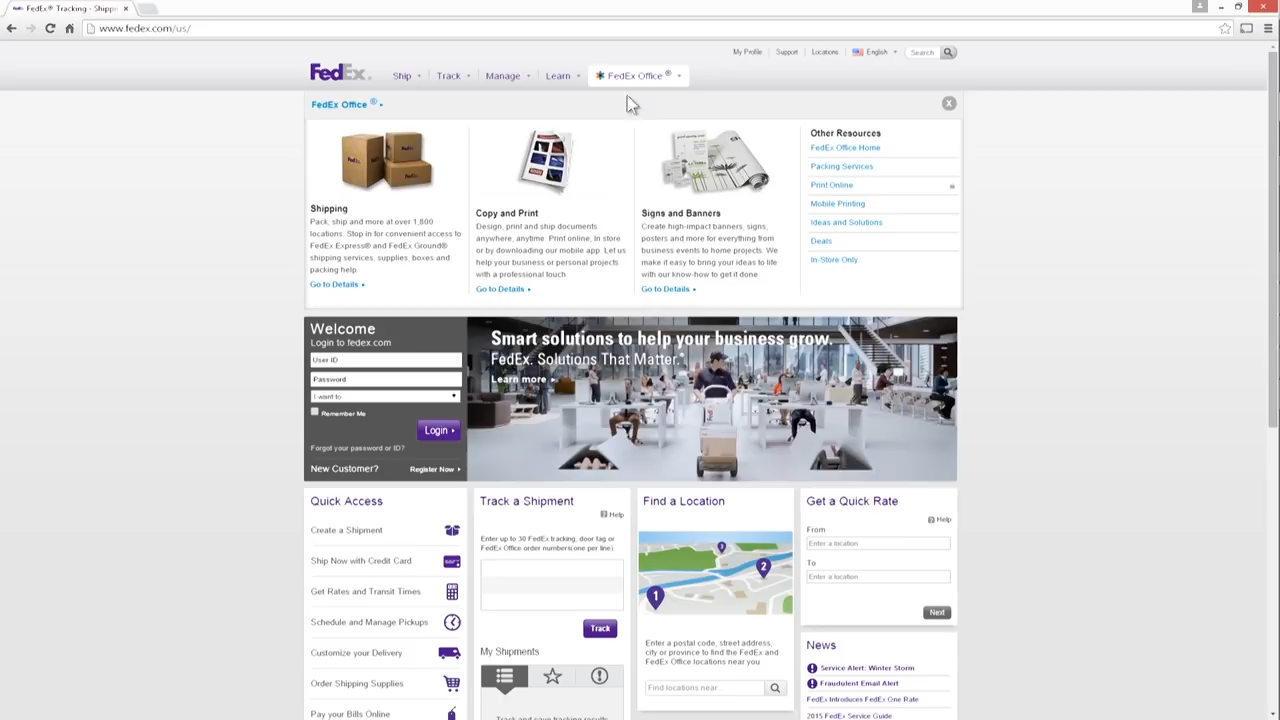 FedEx® Tracking - Shippi
www.fedex.com/us/
My Profile
Support
Locations
English
Search
FedEx®
Ship
Track
Manage
Learn
FedEx Office ®
FedEx Office ®
X
Shipping
Pack, ship and more at over 1,800
locations. Stop in for convenient access to
FedEx Express® and FedEx Ground®
shipping services, supplies, boxes and
packing help.
Go to Details
Copy and Print
Design, print and ship documents
anywhere, anytime. Print online, In store
or by downloading our mobile app. Let us
help your business or personal projects
with a professional touch.
Go to Details
Signs and Banners
Create high-impact banners, signs,
posters and more for everything from
business events to home projects. We
make it easy to bring your ideas to life
with our know-how to get it done.
Go to Details
Other Resources
FedEx Office Home
Packing Services
Print Online
Mobile Printing
Ideas and Solutions
Deals
In-Store Only
Welcome
Login to fedex.com
User ID
Password
I want to
Remember Me
Login
Forgot your password or ID?
New Customer?
Register Now
Smart solutions to help your business grow.
FedEx. Solutions That Matter.
Learn more
Quick Access
Create a Shipment
Ship Now with Credit Card
Get Rates and Transit Times
Schedule and Manage Pickups
Customize your Delivery
Order Shipping Supplies
Pay your Bills Online
Track a Shipment
Help
Enter up to 30 FedEx tracking, door tag or
FedEx Office order numbers(one per line).
Track
My Shipments
Track and save tracking results
Find a Location
1
2
3
Enter a postal code, street address,
city or province to find the FedEx and
FedEx Office locations near you
Find locations near...
Get a Quick Rate
Help
From
Enter a location
To
Enter a location
Next
News
Service Alert: Winter Storm
Fraudulent Email Alert
FedEx Introduces FedEx One Rate
2015 FedEx Service Guide